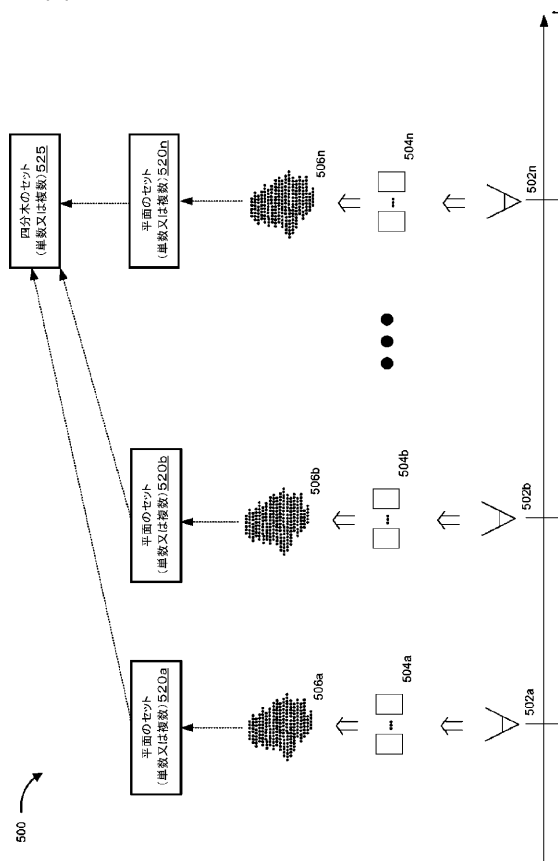 500
四分木のセット
(単数又は複数) 525
平面のセット
(単数又は複数) 520a
平面のセット
(単数又は複数) 520b
平面のセット
(単数又は複数) 520n
506a
506b
506n
504a
504b
504n
502a
502b
502n
t